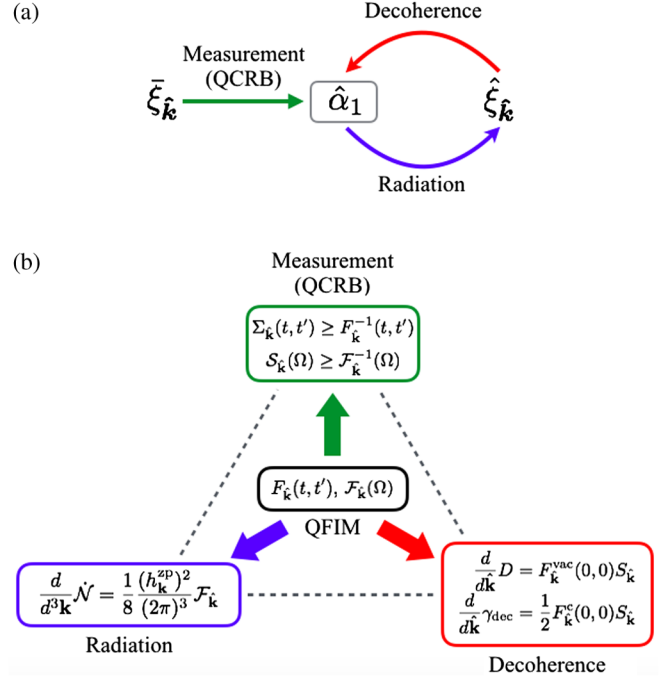 (a)
Decoherence
Measurement
(QCRB)
ξ̄_k̂ α̂₁ ξ̂_k̂
Radiation
(b)
Measurement
(QCRB)
Σ_k̂(t, t′) ≥ F_k̂^{-1}(t, t′)
𝒮_k̂(Ω) ≥ ℱ_k̂^{-1}(Ω)
F_k̂(t, t′), ℱ_k̂(Ω)
QFIM
d/d³k 𝒩̇ = 1/8 (h_k^{zp})²/(2π)³ ℱ_k̂
Radiation
d/dk̂ D = F_k̂^{vac}(0, 0)S_k̂
d/dk̂ γ_dec = 1/2 F_k̂^{c}(0, 0)S_k̂
Decoherence